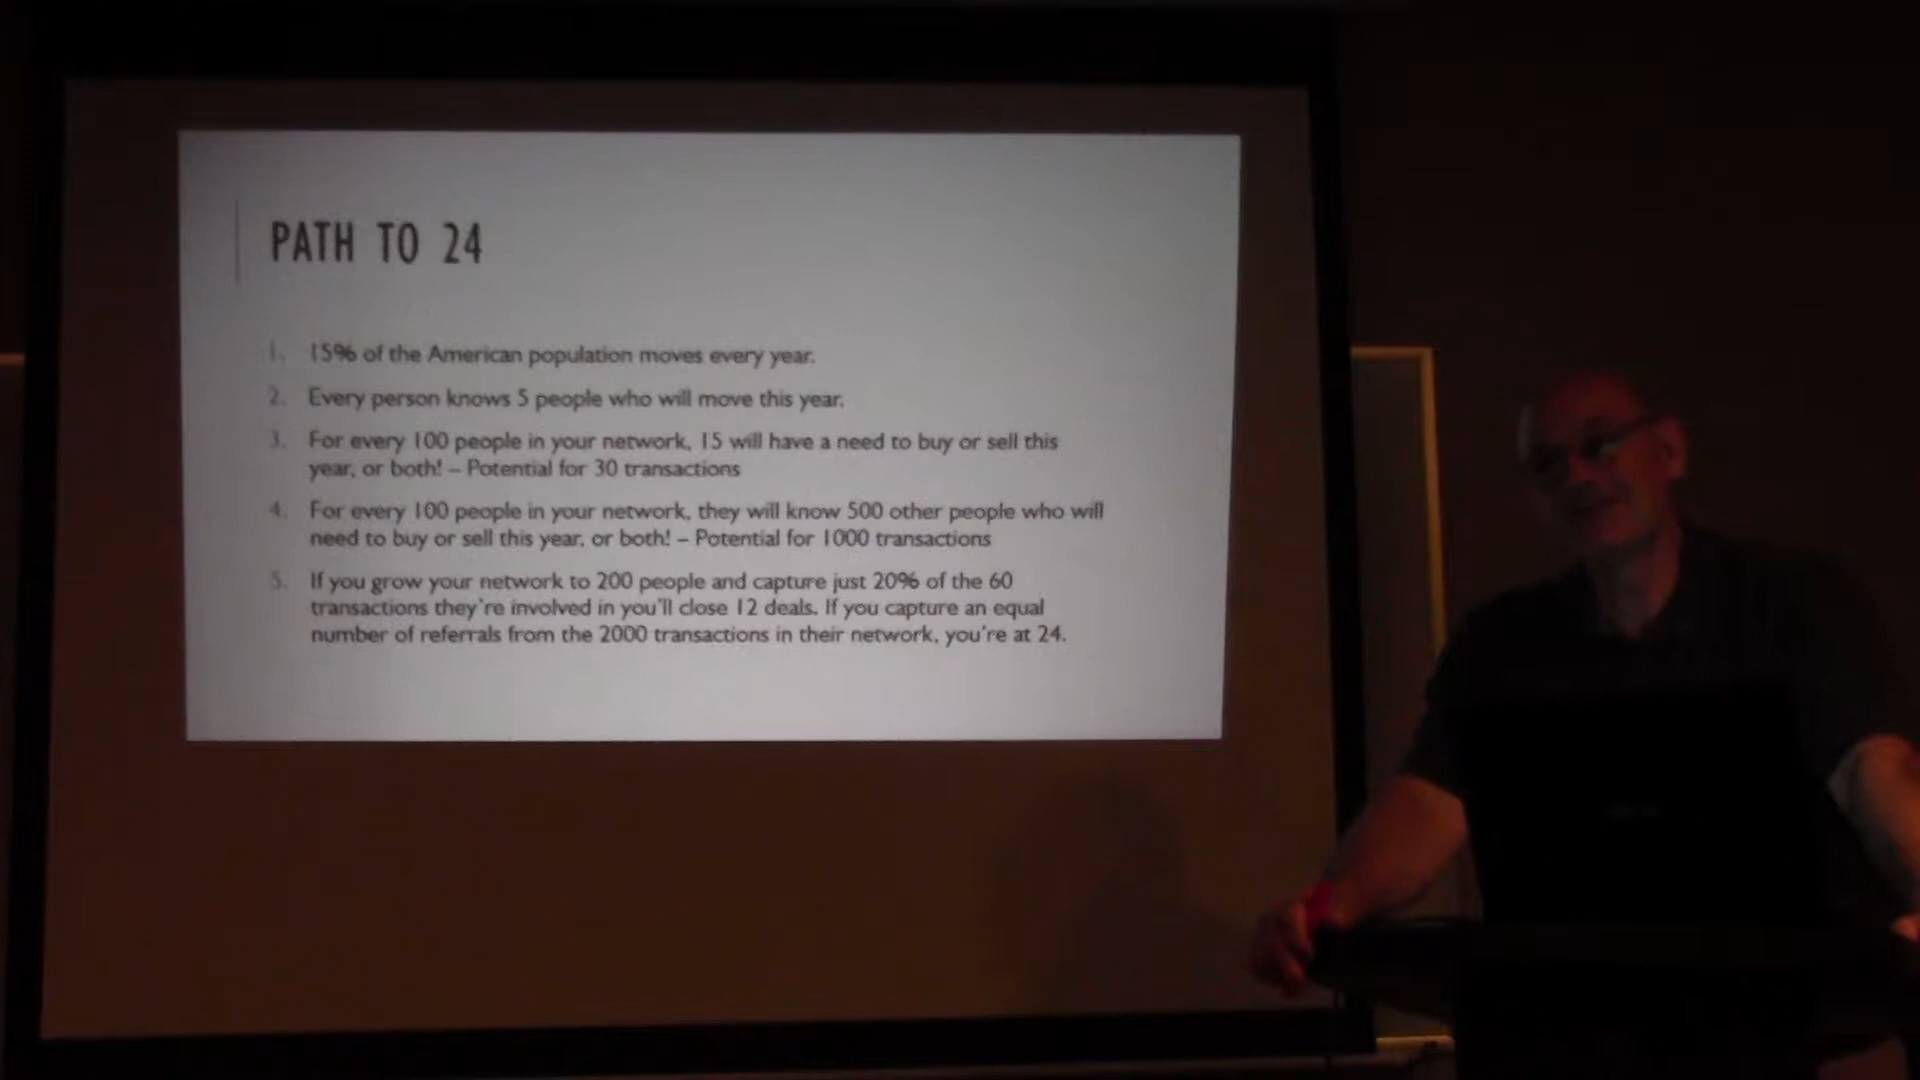 PATH TO 24
1. 15% of the American population moves every year.
2. Every person knows 5 people who will move this year.
3. For every 100 people in your network, 15 will have a need to buy or sell this
year, or both! – Potential for 30 transactions
4. For every 100 people in your network, they will know 500 other people who will
need to buy or sell this year, or both! – Potential for 1000 transactions
5. If you grow your network to 200 people and capture just 20% of the 60
transactions they're involved in you'll close 12 deals. If you capture an equal
number of referrals from the 2000 transactions in their network, you're at 24.